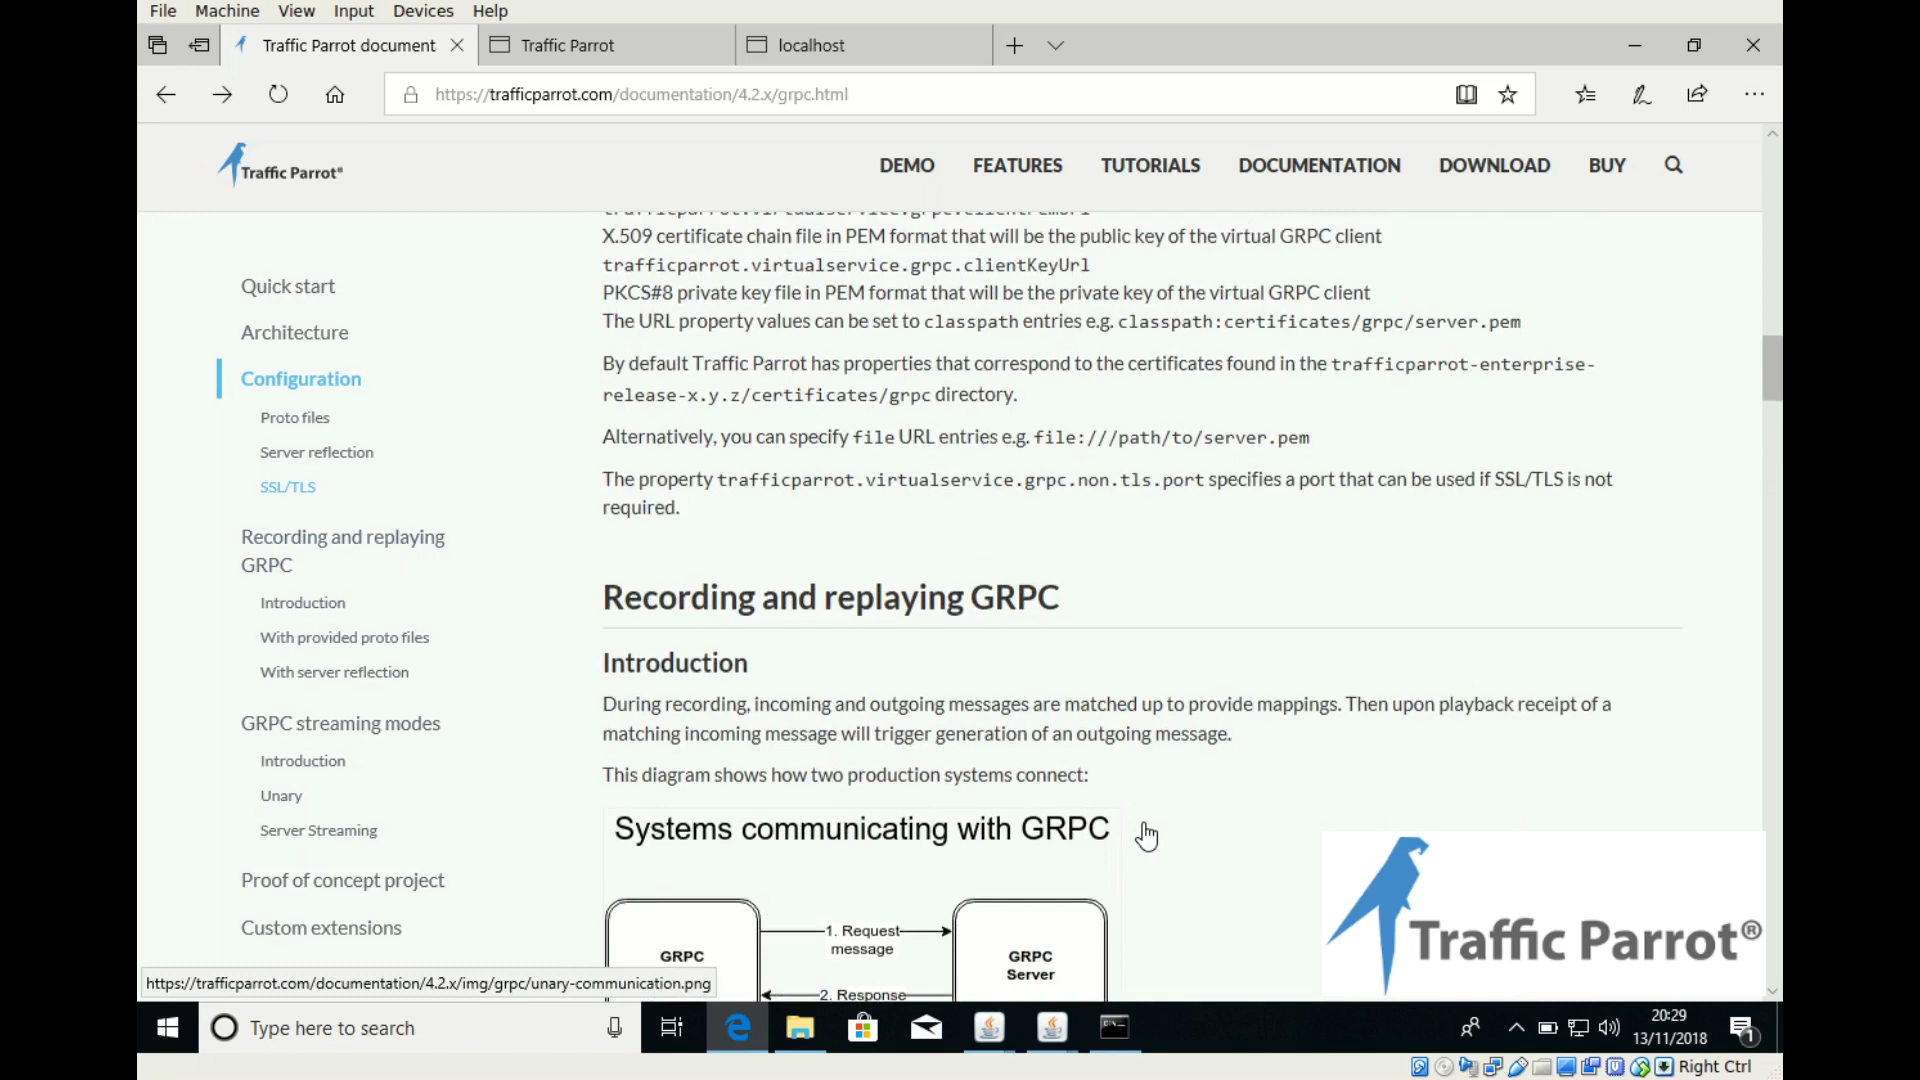 File Machine View Input Devices Help
Traffic Parrot document
Traffic Parrot
localhost
https://trafficparrot.com/documentation/4.2.x/grpc.html
Traffic Parrot®
DEMO FEATURES TUTORIALS DOCUMENTATION DOWNLOAD BUY
Quick start
Architecture
Configuration
Proto files
Server reflection
SSL/TLS
Recording and replaying
GRPC
Introduction
With provided proto files
With server reflection
GRPC streaming modes
Introduction
Unary
Server Streaming
Proof of concept project
Custom extensions
trafficparrot.virtualservice.grpc.clientPemUrl
X.509 certificate chain file in PEM format that will be the public key of the virtual GRPC client
trafficparrot.virtualservice.grpc.clientKeyUrl
PKCS#8 private key file in PEM format that will be the private key of the virtual GRPC client
The URL property values can be set to classpath entries e.g. classpath:certificates/grpc/server.pem
By default Traffic Parrot has properties that correspond to the certificates found in the trafficparrot-enterprise-
release-x.y.z/certificates/grpc directory.
Alternatively, you can specify file URL entries e.g. file:///path/to/server.pem
The property trafficparrot.virtualservice.grpc.non.tls.port specifies a port that can be used if SSL/TLS is not
required.
Recording and replaying GRPC
Introduction
During recording, incoming and outgoing messages are matched up to provide mappings. Then upon playback receipt of a
matching incoming message will trigger generation of an outgoing message.
This diagram shows how two production systems connect:
Systems communicating with GRPC
GRPC
1. Request
message
GRPC
Server
2. Response
Traffic Parrot®
https://trafficparrot.com/documentation/4.2.x/img/grpc/unary-communication.png
Type here to search
20:29
13/11/2018
1
Right Ctrl